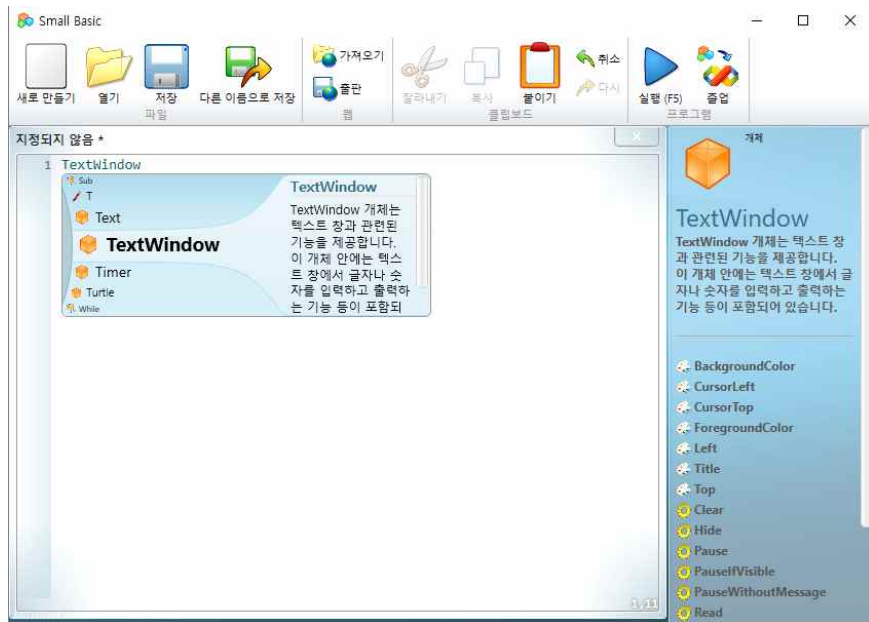 Small Basic
새로 만들기
열기
저장
다른 이름으로 저장
파일
가져오기
출판
웹
잘라내기
복사
붙이기
취소
다시
클립보드
실행 (F5)
졸업
프로그램
지정되지 않음 *
1 TextWindow
Sub
T
Text
TextWindow
Timer
Turtle
While
TextWindow
TextWindow 개체는
텍스트 창과 관련된
기능을 제공합니다.
이 개체 안에는 텍스
트 창에서 글자나 숫
자를 입력하고 출력하
는 기능 등이 포함되
1,11
개체
TextWindow
TextWindow 개체는 텍스트 창
과 관련된 기능을 제공합니다.
이 개체 안에는 텍스트 창에서 글
자나 숫자를 입력하고 출력하는
기능 등이 포함되어 있습니다.
BackgroundColor
CursorLeft
CursorTop
ForegroundColor
Left
Title
Top
Clear
Hide
Pause
PauseIfVisible
PauseWithoutMessage
Read